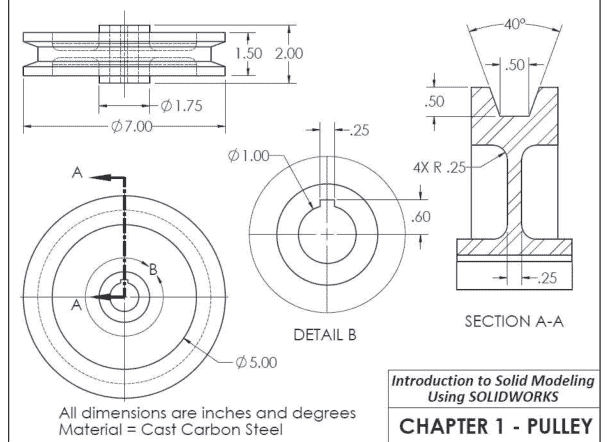 40°
1.50
2.00
.50
.50
Ø1.75
Ø7.00
.25
Ø1.00
4X R .25
A
.60
B
A
.25
SECTION A-A
DETAIL B
Ø5.00
Introduction to Solid Modeling
Using SOLIDWORKS
All dimensions are inches and degrees
Material = Cast Carbon Steel
CHAPTER 1 - PULLEY